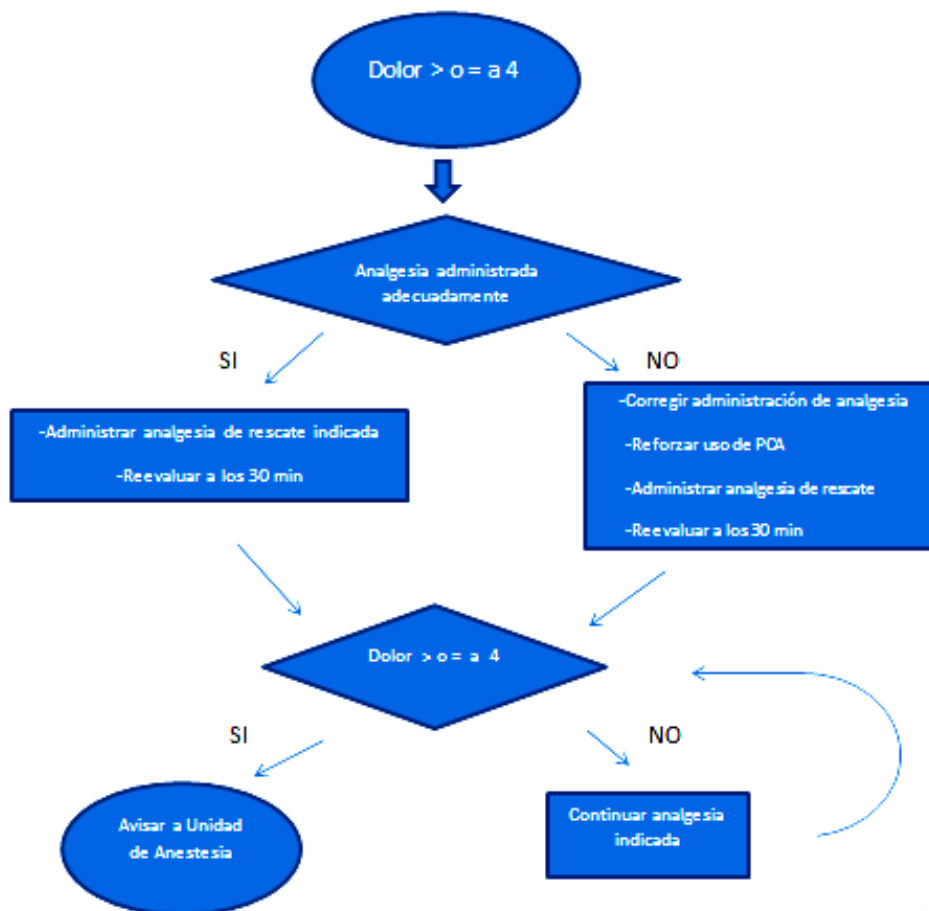 Dolor > o = a 4
Analgesia administrada
adecuadamente
SI
NO
-Administrar analgesia de rescate indicada
-Reevaluar a los 30 min
-Corregir administración de analgesia
-Reforzar uso de PCA
-Administrar analgesia de rescate
-Reevaluar a los 30 min
Dolor > o = a 4
SI
NO
Avisar a Unidad
de Anestesia
Continuar analgesia
indicada